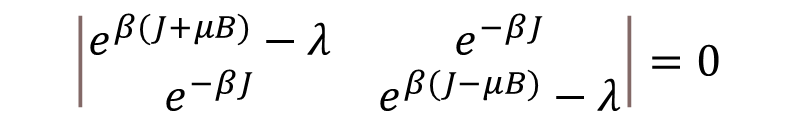 |e^{β(J+μB)} − λ    e^{−βJ}|
|e^{−βJ}    e^{β(J−μB)} − λ| = 0